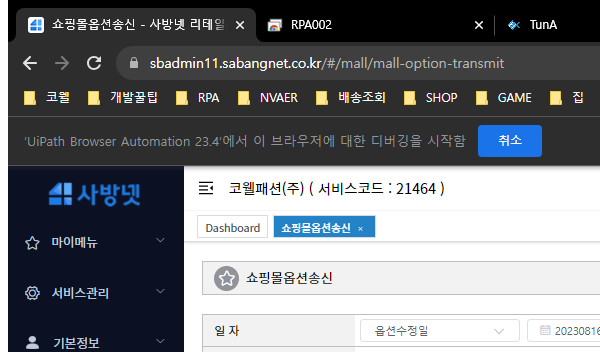 쇼핑몰옵션송신 - 사방넷 리테일
RPA002
TunA
sbadmin11.sabangnet.co.kr/#/mall/mall-option-transmit
코웰 개발꿀팁 RPA NVAER 배송조회 SHOP GAME 집
'UiPath Browser Automation 23.4'에서 이 브라우저에 대한 디버깅을 시작함 취소
사방넷
코웰패션(주) ( 서비스코드 : 21464 )
Dashboard 쇼핑몰옵션송신 ×
마이메뉴
서비스관리
기본정보
쇼핑몰옵션송신
일 자 옵션수정일 20230816